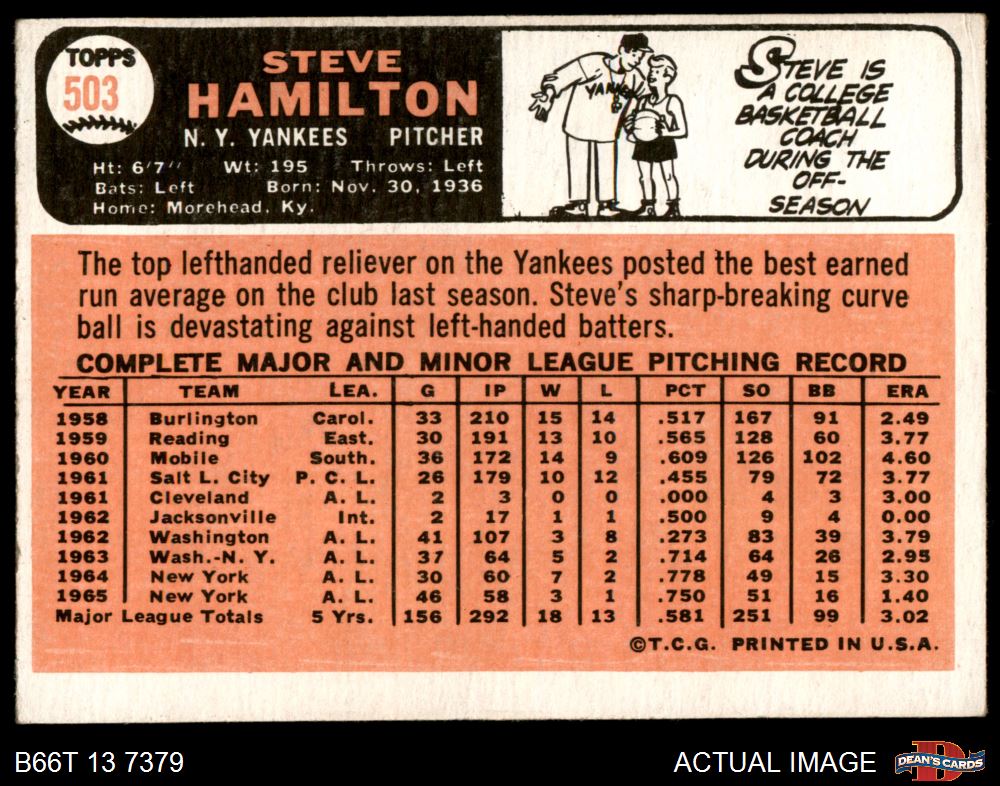 TOPPS
503
STEVE
HAMILTON
N. Y. YANKEES PITCHER
Ht: 6'7" Wt: 195 Throws: Left
Bats: Left Born: Nov. 30, 1936
Home: Morehead, Ky.
YANKE
STEVE IS
A COLLEGE
BASKETBALL
COACH
DURING THE
OFF-
SEASON
The top lefthanded reliever on the Yankees posted the best earned
run average on the club last season. Steve's sharp-breaking curve
ball is devastating against left-handed batters.
COMPLETE MAJOR AND MINOR LEAGUE PITCHING RECORD
YEAR TEAM LEA. G IP W L PCT SO BB ERA
1958 Burlington Carol. 33 210 15 14 .517 167 91 2.49
1959 Reading East. 30 191 13 10 .565 128 60 3.77
1960 Mobile South. 36 172 14 9 .609 126 102 4.60
1961 Salt L. City P. C. L. 26 179 10 12 .455 79 72 3.77
1961 Cleveland A. L. 2 3 0 0 .000 4 3 3.00
1962 Jacksonville Int. 2 17 1 1 .500 9 4 0.00
1962 Washington A. L. 41 107 3 8 .273 83 39 3.79
1963 Wash.-N. Y. A. L. 37 64 5 2 .714 64 26 2.95
1964 New York A. L. 30 60 7 2 .778 49 15 3.30
1965 New York A. L. 46 58 3 1 .750 51 16 1.40
Major League Totals 5 Yrs. 156 292 18 13 .581 251 99 3.02
©T.C.G. PRINTED IN U.S.A.
B66T 13 7379
ACTUAL IMAGE
DEAN'S CARDS